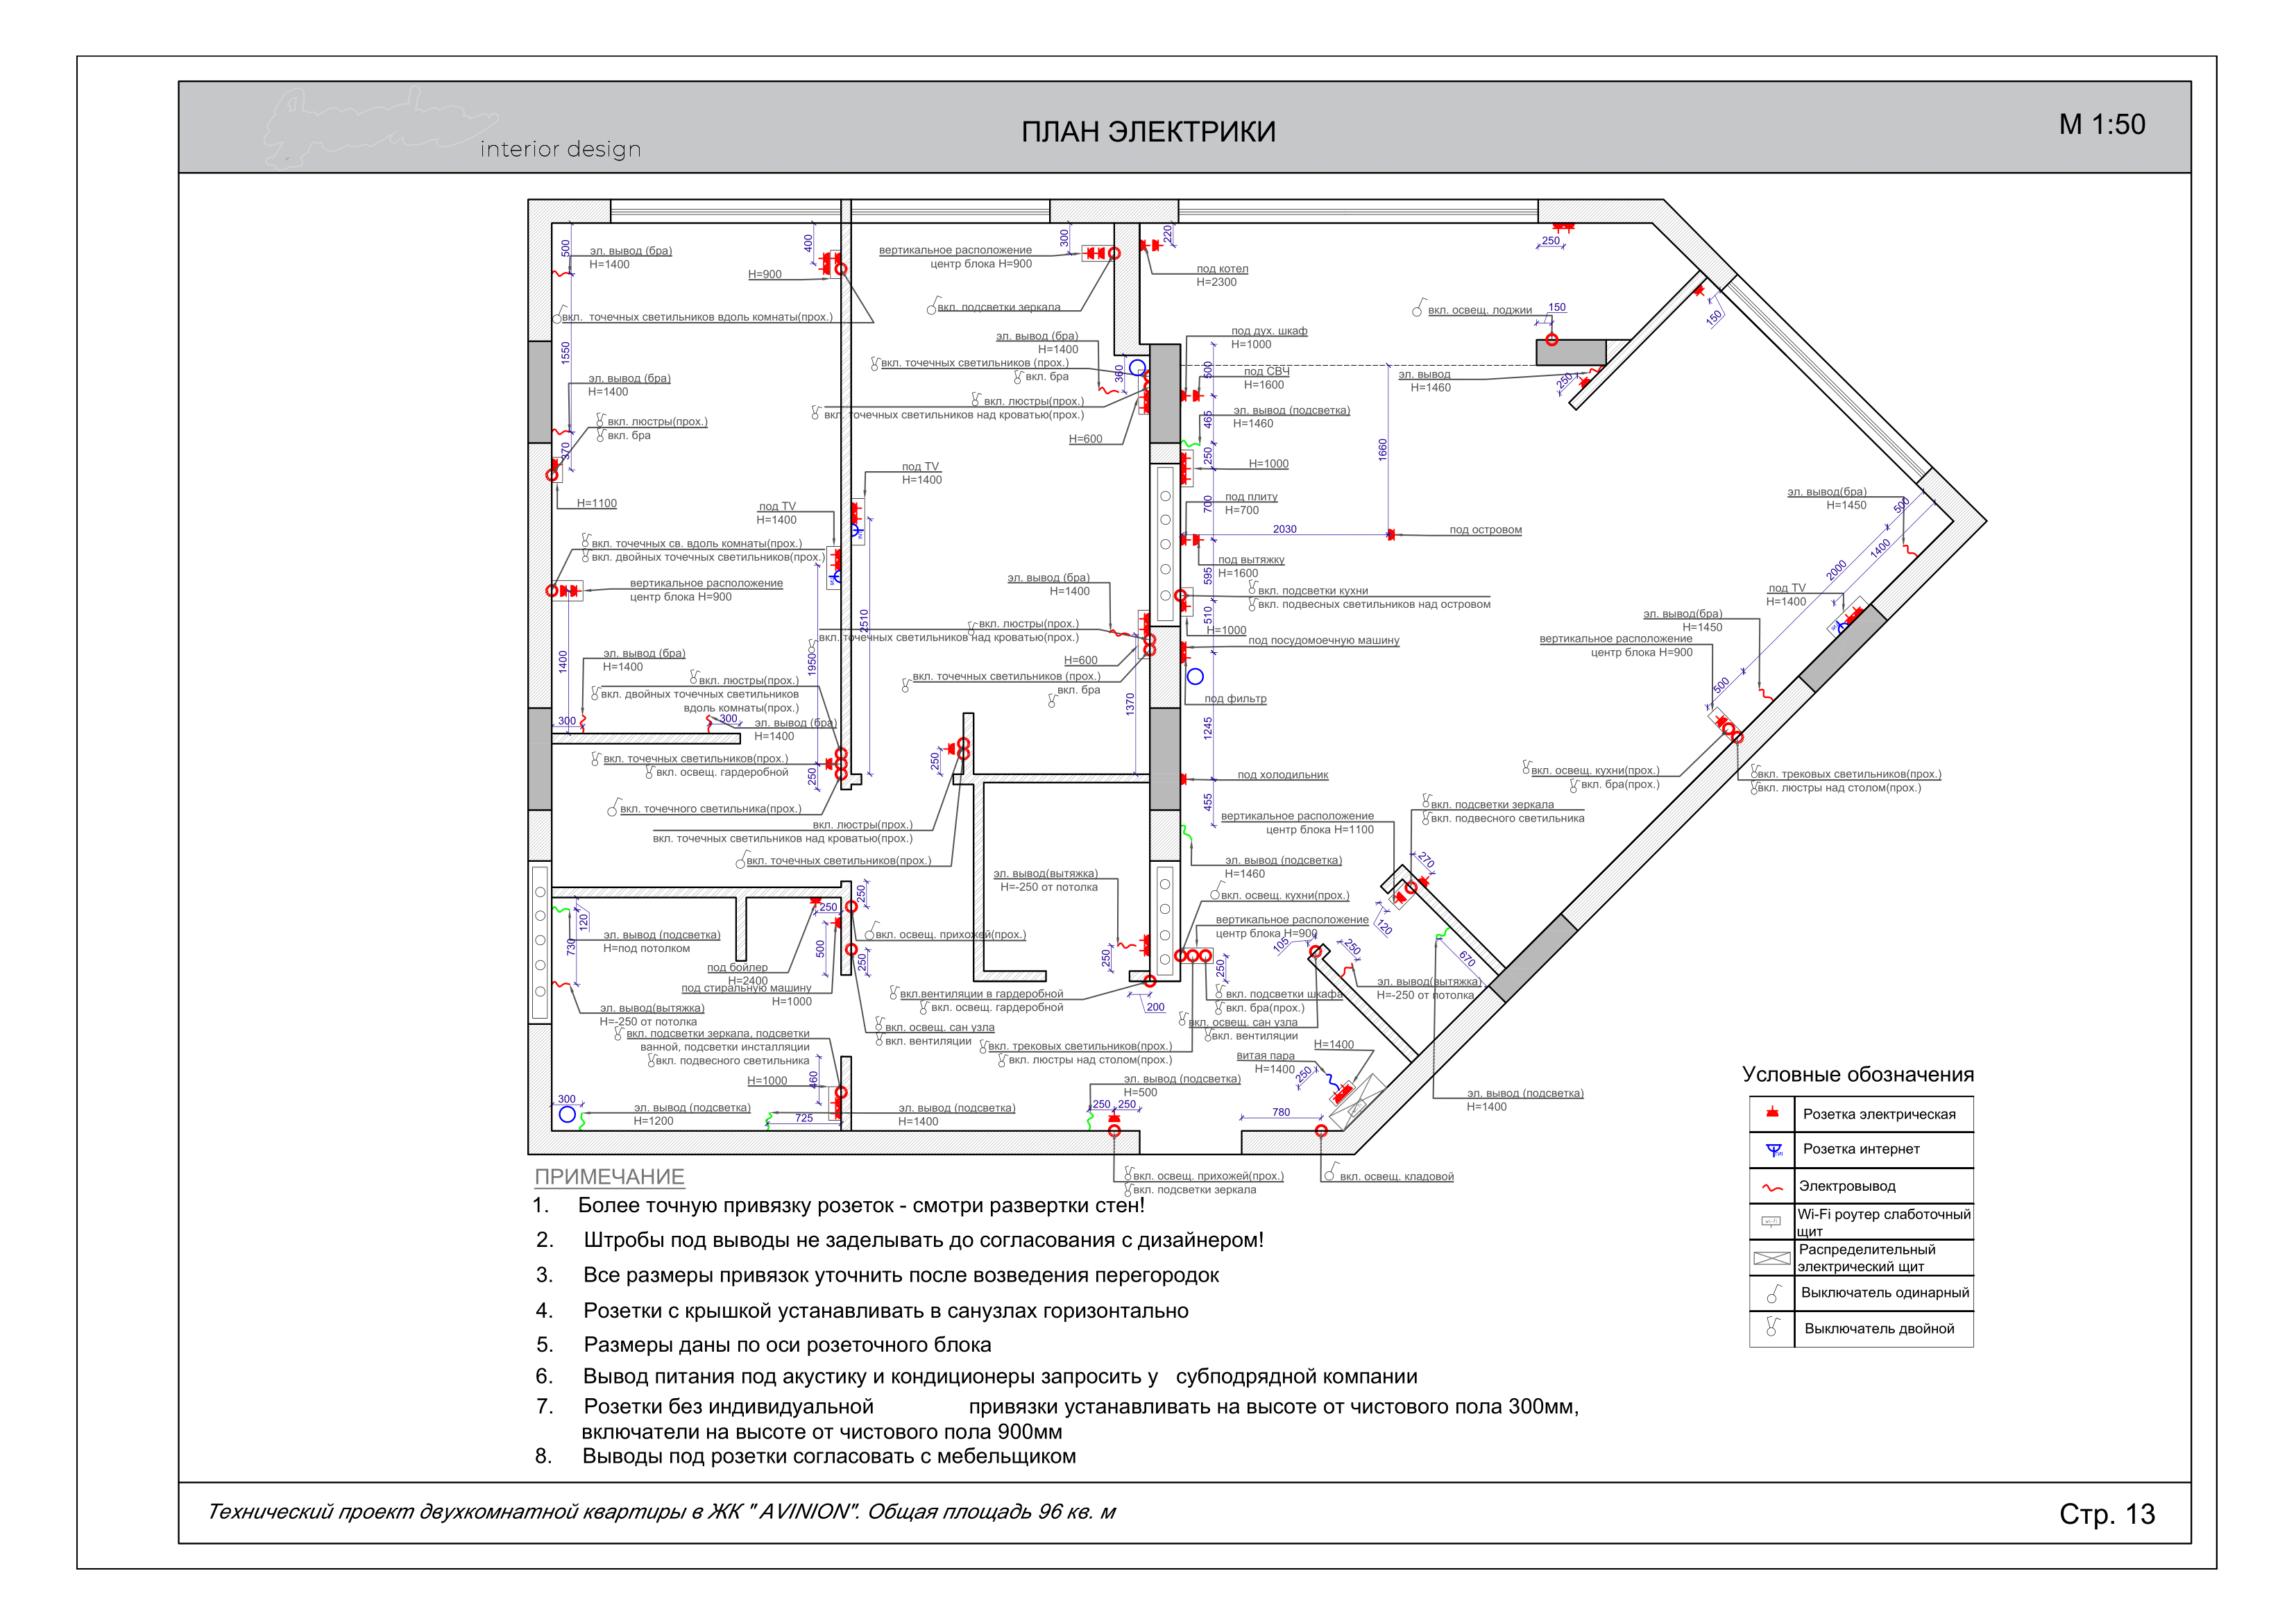 interior design
ПЛАН ЭЛЕКТРИКИ
М 1:50
500
эл. вывод (бра)
H=1400
H=900
400
вкл. точечных светильников вдоль комнаты(прох.)
1550
эл. вывод (бра)
H=1400
вкл. люстры(прох.)
вкл. бра
370
H=1100
под TV
H=1400
вкл. точечных св. вдоль комнаты(прох.)
вкл. двойных точечных светильников(прох.)
вертикальное расположение
центр блока H=900
1400
1950
2510
эл. вывод (бра)
H=1400
вкл. люстры(прох.)
вкл. двойных точечных светильников
вдоль комнаты(прох.)
300
300
эл. вывод (бра)
H=1400
вкл. точечных светильников(прох.)
вкл. освещ. гардеробной
250
вкл. точечного светильника(прох.)
вкл. люстры(прох.)
вкл. точечных светильников над кроватью(прох.)
вкл. точечных светильников(прох.)
вертикальное расположение
центр блока H=900
300
220
вкл. подсветки зеркала
под котел
H=2300
эл. вывод (бра)
H=1400
вкл. точечных светильников (прох.)
вкл. бра
360
вкл. люстры(прох.)
вкл. точечных светильников над кроватью(прох.)
H=600
под TV
H=1400
эл. вывод (бра)
H=1400
вкл. люстры(прох.)
вкл. точечных светильников над кроватью(прох.)
H=600
вкл. точечных светильников (прох.)
вкл. бра
1370
250
250
вкл. освещ. лоджии
150
150
под дух. шкаф
H=1000
500
под СВЧ
H=1600
эл. вывод
H=1460
250
465
эл. вывод (подсветка)
H=1460
250
H=1000
1660
700
под плиту
H=700
2030
под островом
под вытяжку
H=1600
595
вкл. подсветки кухни
вкл. подвесных светильников над островом
510
H=1000
под посудомоечную машину
под фильтр
1245
под холодильник
455
эл. вывод(бра)
H=1450
500
1400
2000
под TV
H=1400
эл. вывод(бра)
H=1450
вертикальное расположение
центр блока H=900
500
вкл. освещ. кухни(прох.)
вкл. бра(прох.)
вкл. трековых светильников(прох.)
вкл. люстры над столом(прох.)
вкл. подсветки зеркала
вкл. подвесного светильника
вертикальное расположение
центр блока H=1100
270
эл. вывод (подсветка)
H=1460
вкл. освещ. кухни(прох.)
вертикальное расположение
центр блока H=900
120
105
250
670
эл. вывод(вытяжка)
H=-250 от потолка
250
250
эл. вывод(вытяжка)
H=-250 от потолка
250
вкл. освещ. прихожей(прох.)
250
120
730
эл. вывод (подсветка)
H=под потолком
250
500
под бойлер
H=2400
под стиральную машину
H=1000
эл. вывод(вытяжка)
H=-250 от потолка
вкл. подсветки зеркала, подсветки
ванной, подсветки инсталляции
вкл. подвесного светильника
H=1000
460
вкл.вентиляции в гардеробной
вкл. освещ. гардеробной
200
вкл. освещ. сан узла
вкл. вентиляции
вкл. подсветки шкафа
вкл. бра(прох.)
вкл. освещ. сан узла
вкл. вентиляции
вкл. трековых светильников(прох.)
вкл. люстры над столом(прох.)
H=1400
витая пара
H=1400
250
эл. вывод (подсветка)
H=500
250
250
780
эл. вывод (подсветка)
H=1400
300
эл. вывод (подсветка)
H=1200
725
эл. вывод (подсветка)
H=1400
вкл. освещ. прихожей(прох.)
вкл. подсветки зеркала
вкл. освещ. кладовой
ПРИМЕЧАНИЕ
1. Более точную привязку розеток - смотри развертки стен!
2. Штробы под выводы не заделывать до согласования с дизайнером!
3. Все размеры привязок уточнить после возведения перегородок
4. Розетки с крышкой устанавливать в санузлах горизонтально
5. Размеры даны по оси розеточного блока
6. Вывод питания под акустику и кондиционеры запросить у субподрядной компании
7. Розетки без индивидуальной привязки устанавливать на высоте от чистового пола 300мм,
включатели на высоте от чистового пола 900мм
8. Выводы под розетки согласовать с мебельщиком
Условные обозначения
Розетка электрическая
Розетка интернет
Электровывод
wi-fi
Wi-Fi роутер слаботочный
щит
Распределительный
электрический щит
Выключатель одинарный
Выключатель двойной
Технический проект двухкомнатной квартиры в ЖК " AVINION". Общая площадь 96 кв. м
Стр. 13